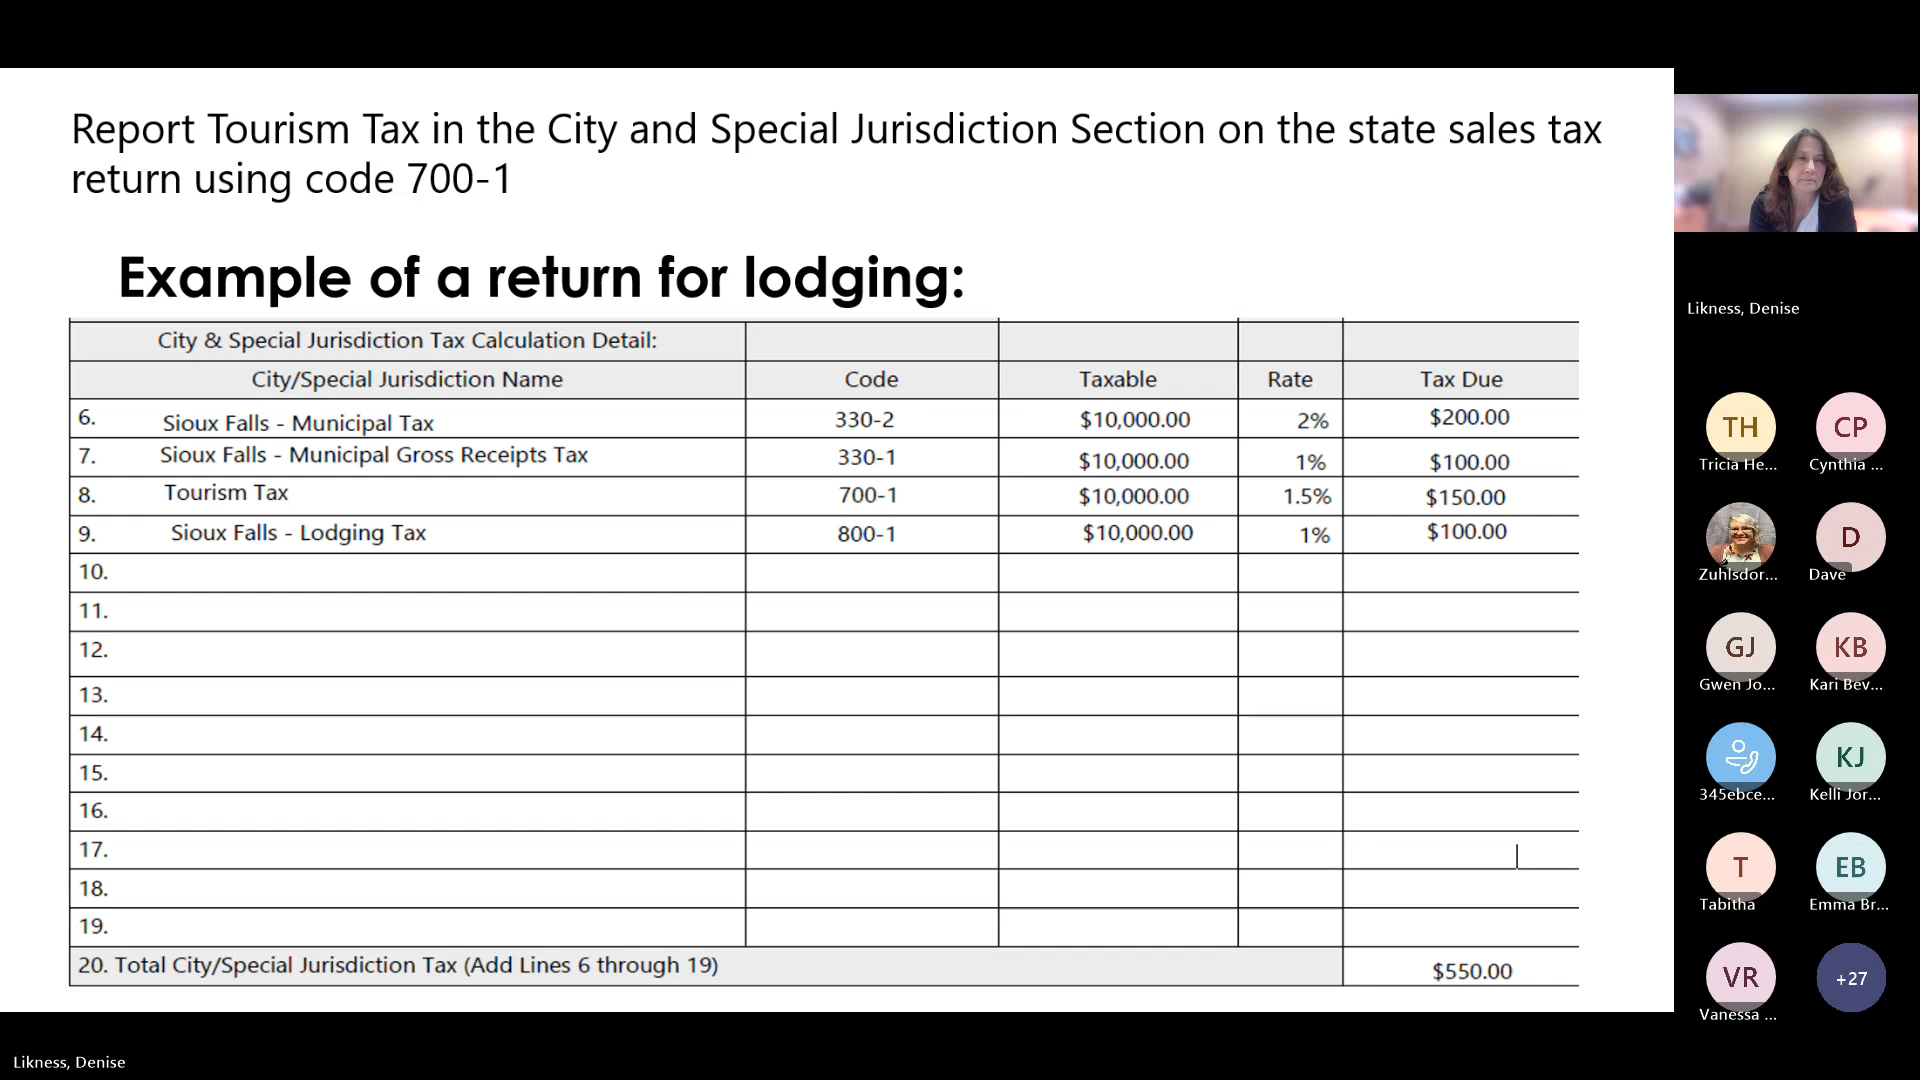 Report Tourism Tax in the City and Special Jurisdiction Section on the state sales tax
return using code 700-1
Example of a return for lodging:
City & Special Jurisdiction Tax Calculation Detail:
City/Special Jurisdiction Name Code Taxable Rate Tax Due
6. Sioux Falls - Municipal Tax 330-2 $10,000.00 2% $200.00
7. Sioux Falls - Municipal Gross Receipts Tax 330-1 $10,000.00 1% $100.00
8. Tourism Tax 700-1 $10,000.00 1.5% $150.00
9. Sioux Falls - Lodging Tax 800-1 $10,000.00 1% $100.00
10.
11.
12.
13.
14.
15.
16.
17.
18.
19.
20. Total City/Special Jurisdiction Tax (Add Lines 6 through 19) $550.00
Likness, Denise
TH CP
Tricia He... Cynthia ...
D
Zuhlsdor... Dave
GJ KB
Gwen Jo... Kari Bev...
KJ
345ebce... Kelli Jor...
T EB
Tabitha Emma Br...
VR +27
Vanessa ...
Likness, Denise